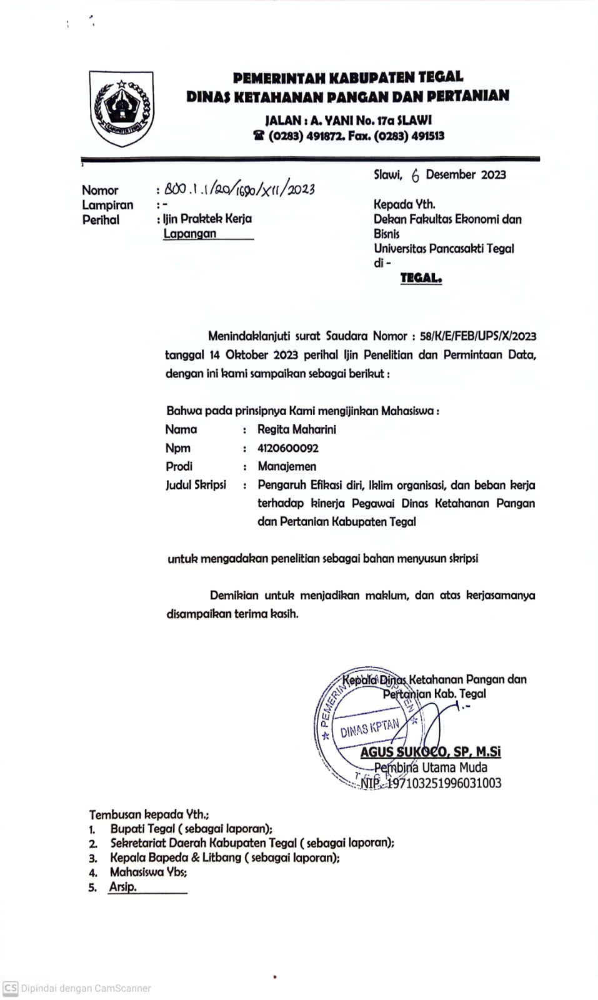 PEMERINTAH KABUPATEN TEGAL
DINAS KETAHANAN PANGAN DAN PERTANIAN
JALAN : A. YANI No. 17a SLAWI
☎ (0283) 491872. Fax. (0283) 491513
KABUPATEN TEGAL
Slawi, 6 Desember 2023
Nomor : 800.1.1/20/1690/XII/2023
Lampiran : -
Perihal : Ijin Praktek Kerja
Lapangan
Kepada Yth.
Dekan Fakultas Ekonomi dan
Bisnis
Universitas Pancasakti Tegal
di -
TEGAL.
Menindaklanjuti surat Saudara Nomor : 58/K/E/FEB/UPS/X/2023
tanggal 14 Oktober 2023 perihal Ijin Penelitian dan Permintaan Data,
dengan ini kami sampaikan sebagai berikut :
Bahwa pada prinsipnya Kami mengijinkan Mahasiswa :
Nama : Regita Maharini
Npm : 4120600092
Prodi : Manajemen
Judul Skripsi : Pengaruh Efikasi diri, Iklim organisasi, dan beban kerja
terhadap kinerja Pegawai Dinas Ketahanan Pangan
dan Pertanian Kabupaten Tegal
untuk mengadakan penelitian sebagai bahan menyusun skripsi
Demikian untuk menjadikan maklum, dan atas kerjasamanya
disampaikan terima kasih.
Kepala Dinas Ketahanan Pangan dan
Pertanian Kab. Tegal
PEMERINTAH KABUPATEN
DINAS KPTAN
TEGAL
AGUS SUKOCO, SP, M.Si
Pembina Utama Muda
NIP. 197103251996031003
Tembusan kepada Yth.;
1. Bupati Tegal ( sebagai laporan);
2. Sekretariat Daerah Kabupaten Tegal ( sebagai laporan);
3. Kepala Bapeda & Litbang ( sebagai laporan);
4. Mahasiswa Ybs;
5. Arsip.
CS Dipindai dengan CamScanner